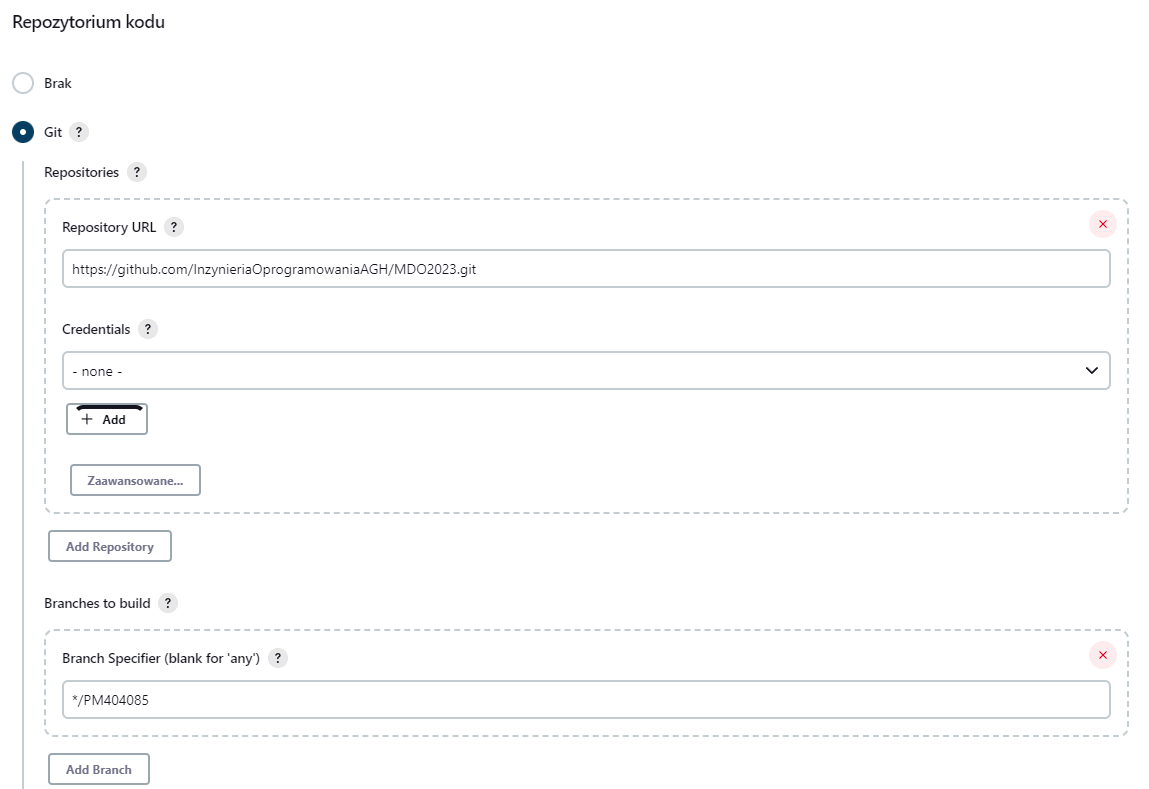 Repozytorium kodu
Brak
Git ?
Repositories ?
Repository URL ?
https://github.com/InzynieriaOprogramowaniaAGH/MDO2023.git
Credentials ?
- none -
+ Add
Zaawansowane...
Add Repository
Branches to build ?
Branch Specifier (blank for 'any') ?
*/PM404085
Add Branch